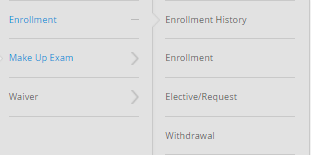 Enrollment
Make Up Exam
Waiver
Enrollment History
Enrollment
Elective/Request
Withdrawal